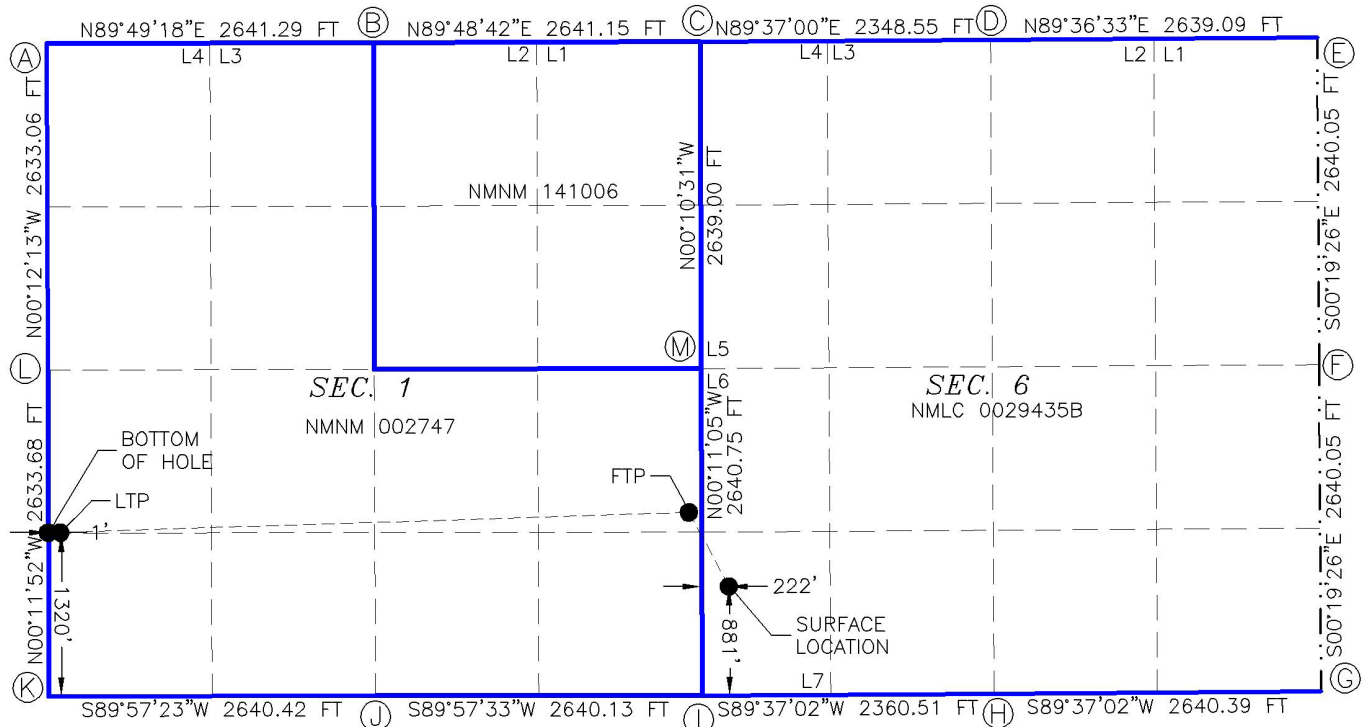 N89°49'18"E 2641.29 FT
B
N89°48'42"E 2641.15 FT
C
N89°37'00"E 2348.55 FT
D
N89°36'33"E 2639.09 FT
A
L4
L3
L2
L1
L4
L3
L2
L1
E
N00°12'13"W 2633.06 FT
NMNM 141006
N00°10'31"W
2639.00 FT
S00°19'26"E 2640.05 FT
L
M
L5
L6
F
SEC. 1
NMNM 002747
SEC. 6
NMLC 0029435B
BOTTOM
OF HOLE
LTP
FTP
N00°11'05"W
2640.75 FT
N00°11'52"W 2633.68 FT
1'
1320'
222'
881'
SURFACE
LOCATION
S00°19'26"E 2640.05 FT
K
S89°57'23"W 2640.42 FT
J
S89°57'33"W 2640.13 FT
I
L7
S89°37'02"W 2360.51 FT
H
S89°37'02"W 2640.39 FT
G